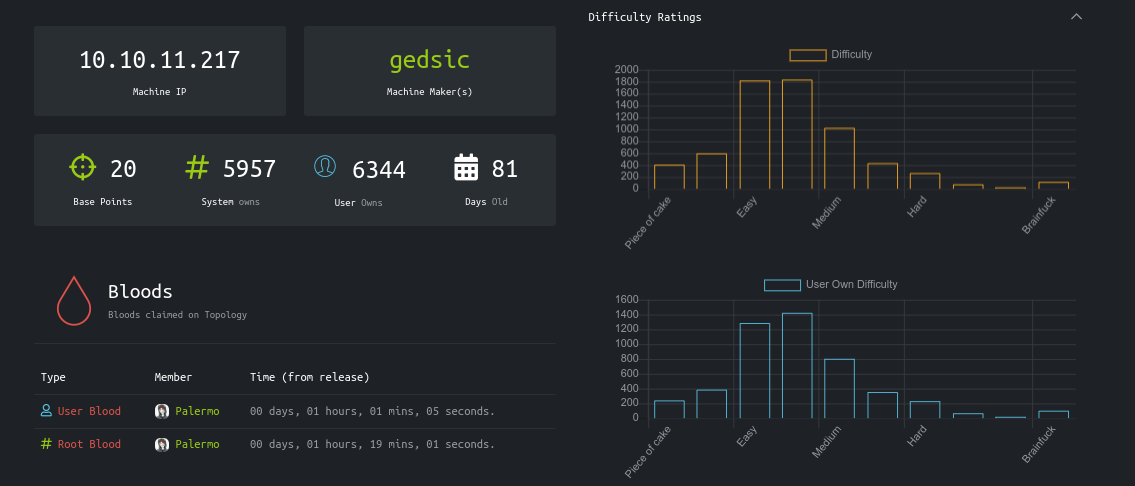 10.10.11.217
Machine IP
gedsic
Machine Maker(s)
20
Base Points
# 5957
System owns
6344
User Owns
81
Days Old
Bloods
Bloods claimed on Topology
Type Member Time (from release)
User Blood Palermo 00 days, 01 hours, 01 mins, 05 seconds.
# Root Blood Palermo 00 days, 01 hours, 19 mins, 01 seconds.
Difficulty Ratings
Difficulty
2000
1800
1600
1400
1200
1000
800
600
400
200
0
Piece of cake
Easy
Medium
Hard
Brainfuck
User Own Difficulty
1600
1400
1200
1000
800
600
400
200
0
Piece of cake
Easy
Medium
Hard
Brainfuck